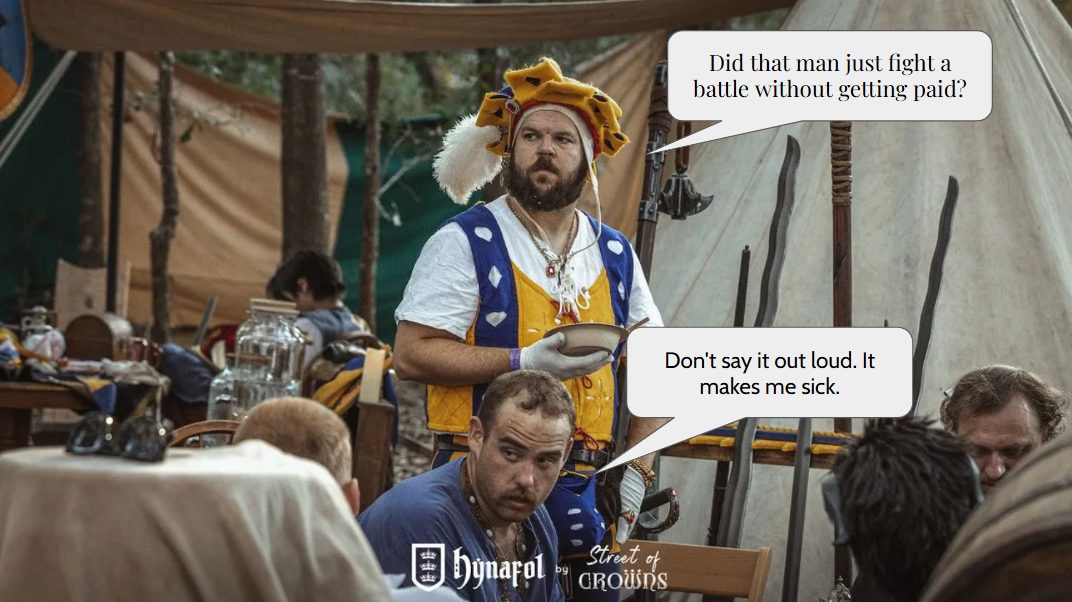 Did that man just fight a
battle without getting paid?
Don't say it out loud. It
makes me sick.
hýnafol by Street of
CROWNS